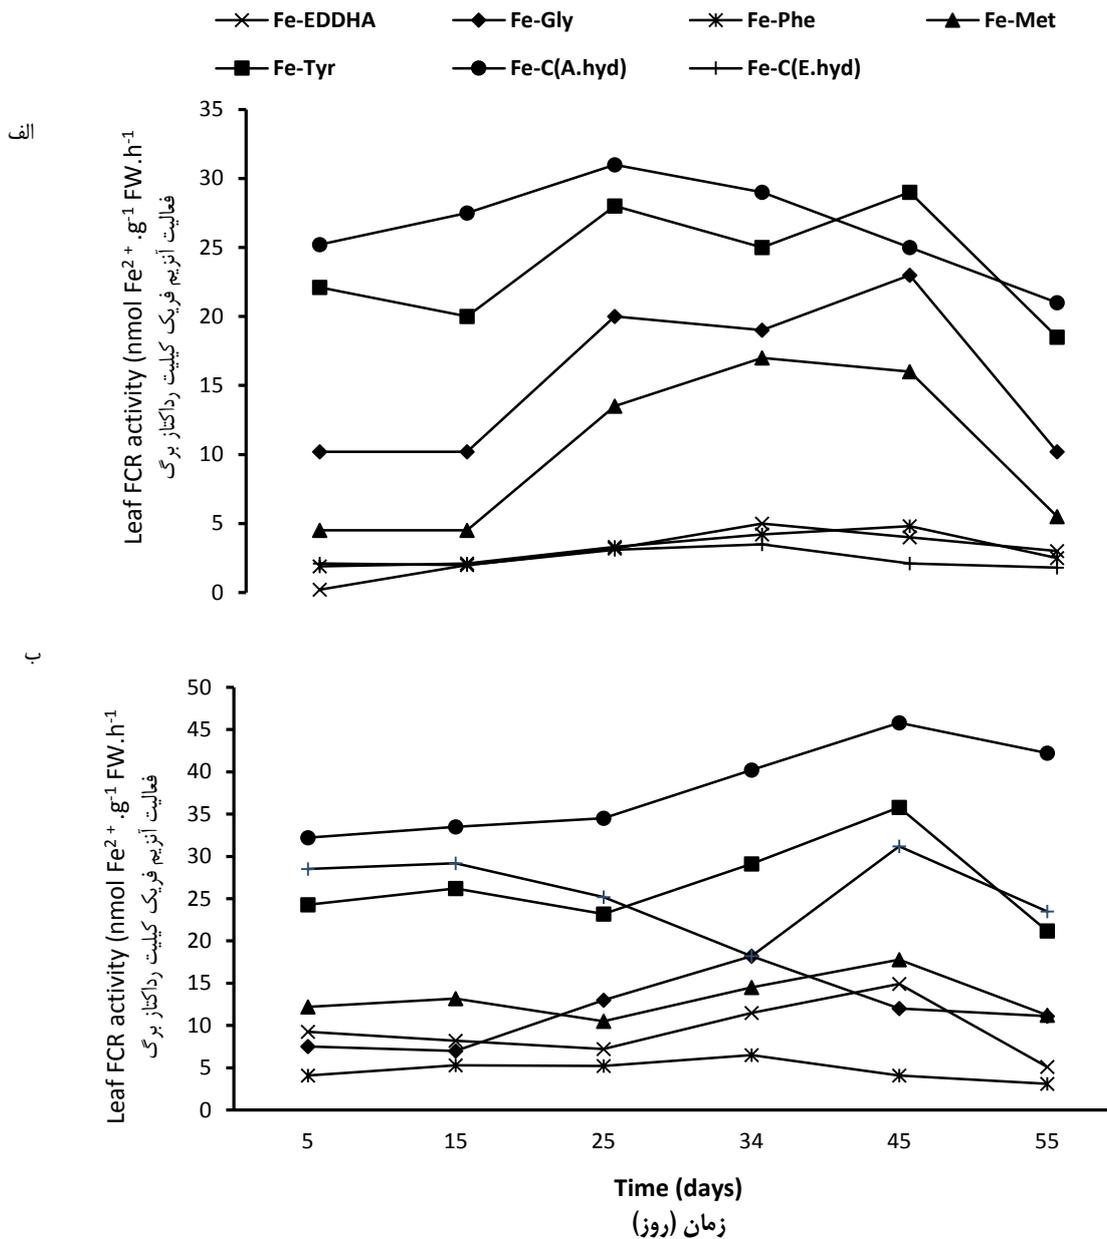 Fe-EDDHA Fe-Gly Fe-Phe Fe-Met
Fe-Tyr Fe-C(A.hyd) Fe-C(E.hyd)
الف
Leaf FCR activity (nmol Fe2+ .g-1 FW.h-1
فعالیت آنزیم فریک کیلیت رداکتاز برگ
35
30
25
20
15
10
5
0
ب
Leaf FCR activity (nmol Fe2+ .g-1 FW.h-1
فعالیت آنزیم فریک کیلیت رداکتاز برگ
50
45
40
35
30
25
20
15
10
5
0
5 15 25 34 45 55
Time (days)
زمان (روز)